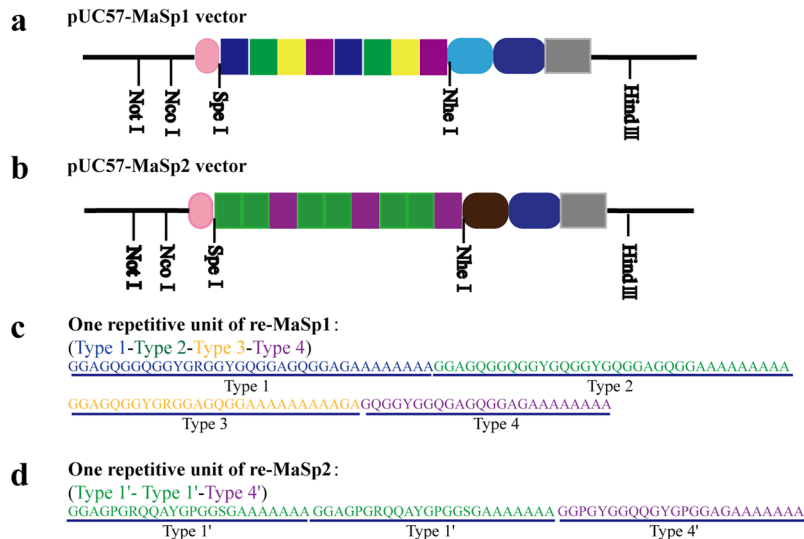 a
pUC57-MaSp1 vector
Not I
Nco I
Spe I
Nhe I
Hind III
b
pUC57-MaSp2 vector
Not I
Nco I
Spe I
Nhe I
Hind III
c
One repetitive unit of re-MaSp1:
(Type 1-Type 2-Type 3-Type 4)
GGAGQGGQGGYGRGGYGQGGAGQGGAGAAAAAAAAGGAGQGGQGGYGQGGYGQGGAGQGGAAAAAAAAA
Type 1 Type 2
GGAGQGGYGRGGAGQGGAAAAAAAAAGAGQGGYGGQGAGQGGAGAAAAAAAA
Type 3 Type 4
d
One repetitive unit of re-MaSp2:
(Type 1'- Type 1'-Type 4')
GGAGPGRQQAYGPGGSGAAAAAAAGGAGPGRQQAYGPGGSGAAAAAAAGGPGYGGQQGYGPGGAGAAAAAAA
Type 1' Type 1' Type 4'